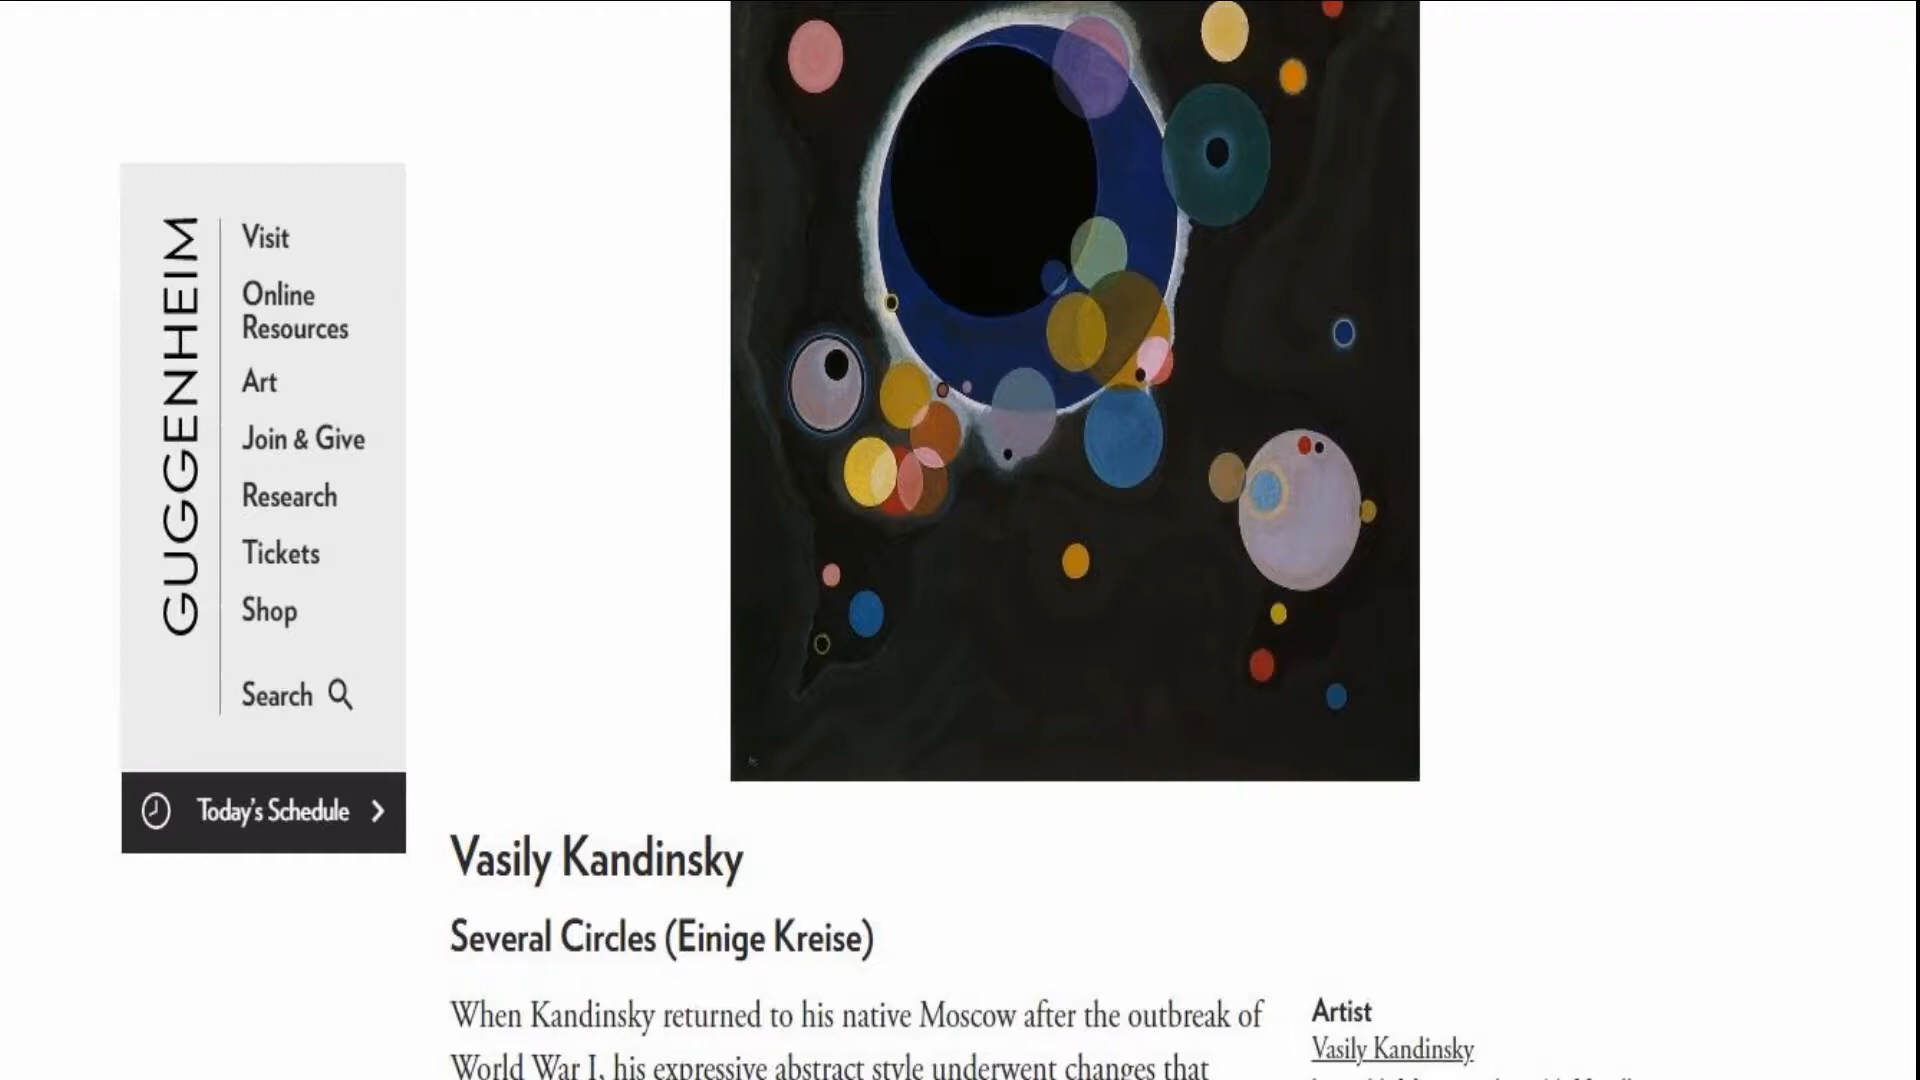 GUGGENHEIM
Visit
Online
Resources
Art
Join & Give
Research
Tickets
Shop
Search
Today's Schedule
Vasily Kandinsky
Several Circles (Einige Kreise)
When Kandinsky returned to his native Moscow after the outbreak of
World War I, his expressive abstract style underwent changes that
Artist
Vasily Kandinsky